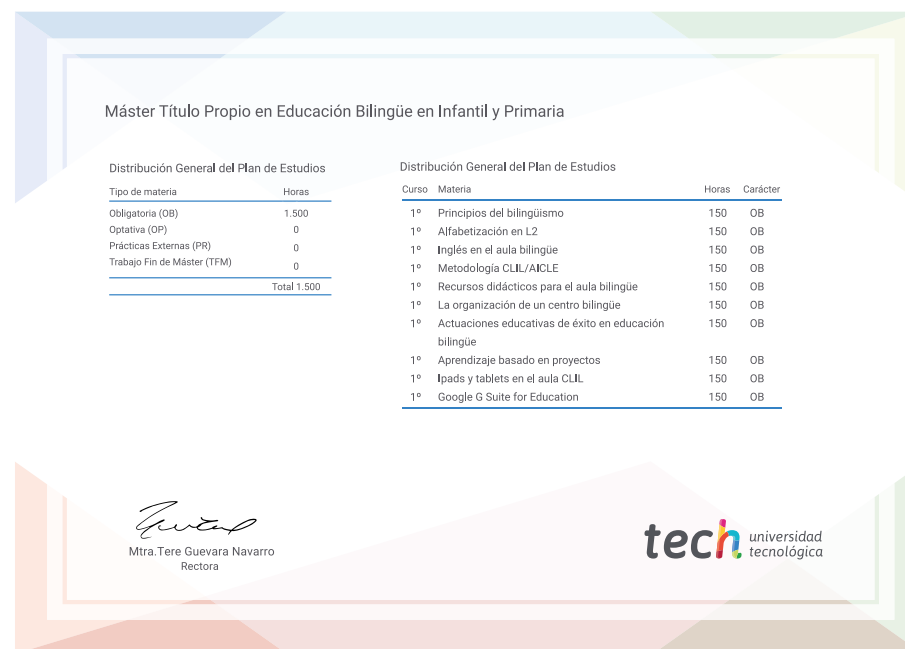 Máster Título Propio en Educación Bilingüe en Infantil y Primaria
Distribución General del Plan de Estudios
Tipo de materia Horas
Obligatoria (OB) 1.500
Optativa (OP) 0
Prácticas Externas (PR) 0
Trabajo Fin de Máster (TFM) 0
Total 1.500
Distribución General del Plan de Estudios
Curso Materia Horas Carácter
1º Principios del bilingüismo 150 OB
1º Alfabetización en L2 150 OB
1º Inglés en el aula bilingüe 150 OB
1º Metodología CLIL/AICLE 150 OB
1º Recursos didácticos para el aula bilingüe 150 OB
1º La organización de un centro bilingüe 150 OB
1º Actuaciones educativas de éxito en educación 150 OB
bilingüe
1º Aprendizaje basado en proyectos 150 OB
1º Ipads y tablets en el aula CLIL 150 OB
1º Google G Suite for Education 150 OB
Mtra.Tere Guevara Navarro
Rectora
tech universidad
tecnológica